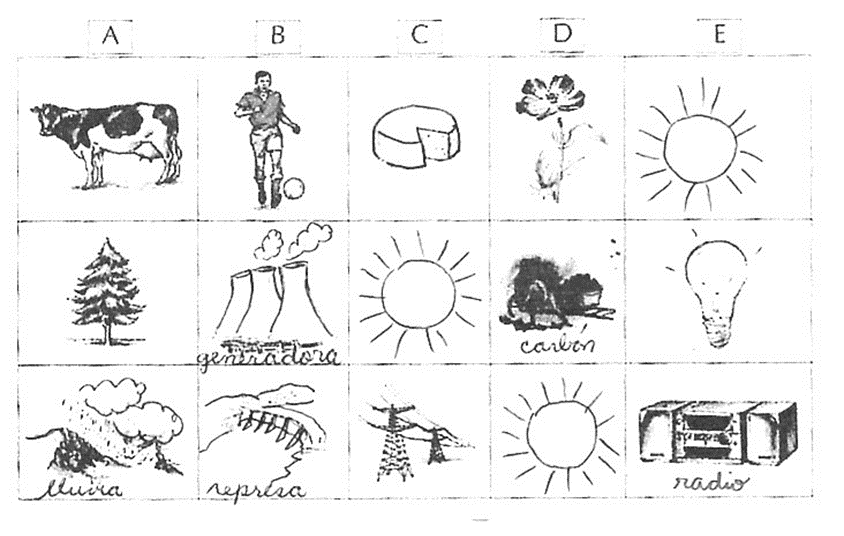 A B C D E
generadora
carbón
lluvia
represa
radio